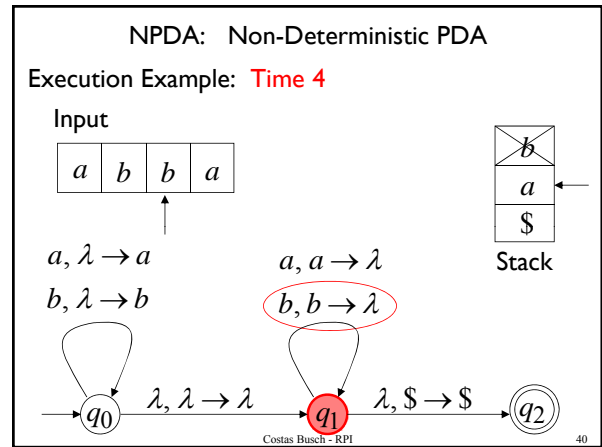 NPDA: Non-Deterministic PDA
Execution Example: Time 4
Input
a b b a
b
a
$
Stack
a, λ → a
b, λ → b
a, a → λ
b, b → λ
q0 λ, λ → λ q1 λ, $ → $ q2
Costas Busch - RPI 40